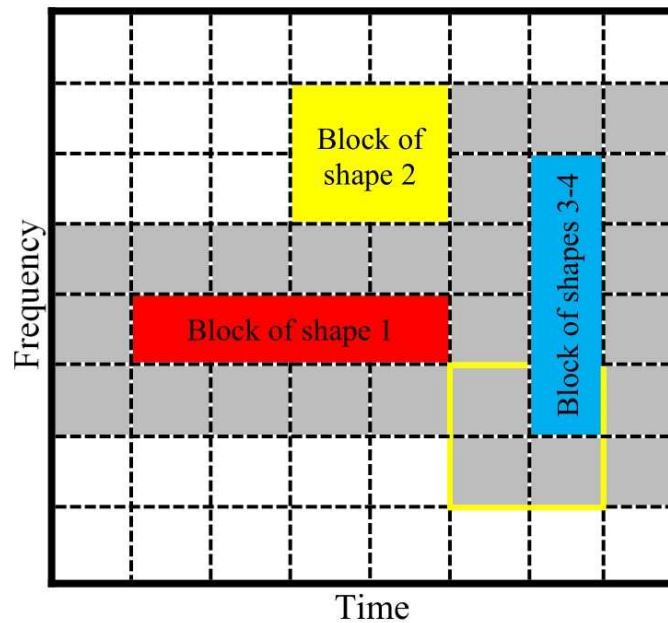 Frequency
Block of
shape 2
Block of shapes 3-4
Block of shape 1
Time